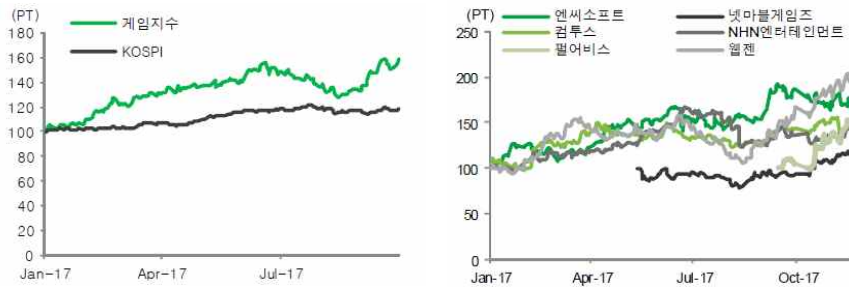 (PT)
게임지수
KOSPI
180
160
140
120
100
80
60
40
20
0
Jan-17
Apr-17
Jul-17
(PT)
엔씨소프트
넷마블게임즈
컴투스
NHN엔터테인먼트
펄어비스
웹젠
250
200
150
100
50
0
Jan-17
Apr-17
Jul-17
Oct-17